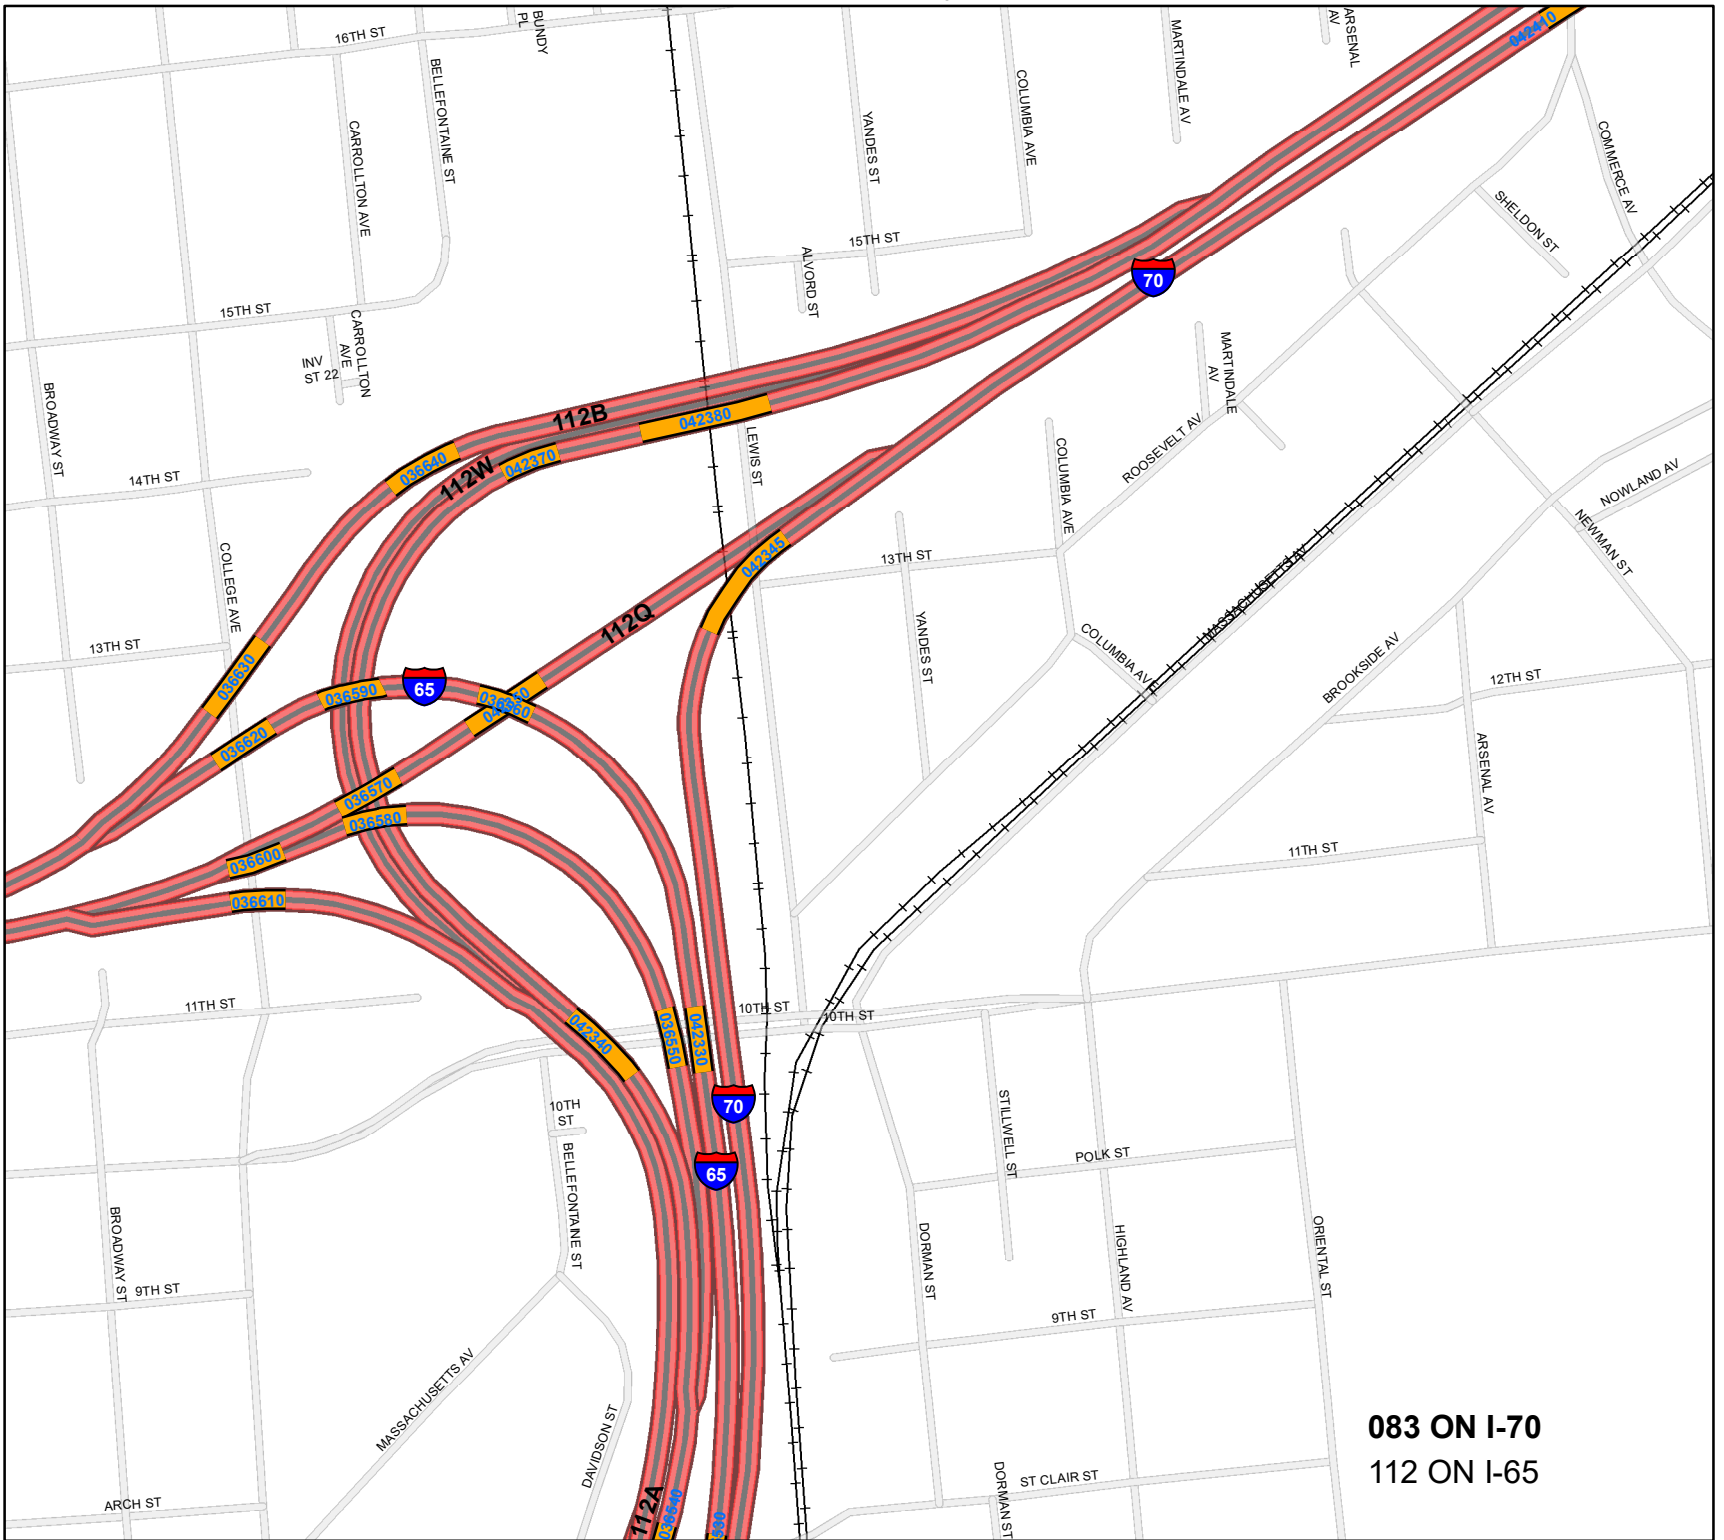 16TH ST
BUNDY
PL
BELLEFONTAINE ST
CARROLLTON AVE
YANDES ST
COLUMBIA AVE
MARTINDALE AV
ARSENAL
AV
042410
COMMERCE AV
SHELDON ST
15TH ST
ALVORD ST
70
15TH ST
CARROLLTON
AVE
INV
ST 22
BROADWAY ST
112B
042380
036640
112W
042370
LEWIS ST
MARTINDALE
AV
ROOSEVELT AV
COLUMBIA AVE
14TH ST
NOWLAND AV
NEWMAN ST
COLLEGE AVE
042345
13TH ST
MASSACHUSETTS AV
112Q
13TH ST
YANDES ST
COLUMBIA AV
BROOKSIDE AV
12TH ST
036630
036590
65
036620
036570
036580
ARSENAL AV
11TH ST
036600
036610
11TH ST
042340
036550
042330
10TH ST
10TH ST
70
10TH
ST
BELLEFONTAINE ST
65
STILLWELL ST
POLK ST
BROADWAY ST
DORMAN ST
HIGHLAND AV
ORIENTAL ST
9TH ST
9TH ST
MASSACHUSETTS AV
DAVIDSON ST
083 ON I-70
112 ON I-65
ARCH ST
112A
036540
530
DORMAN ST
ST CLAIR ST